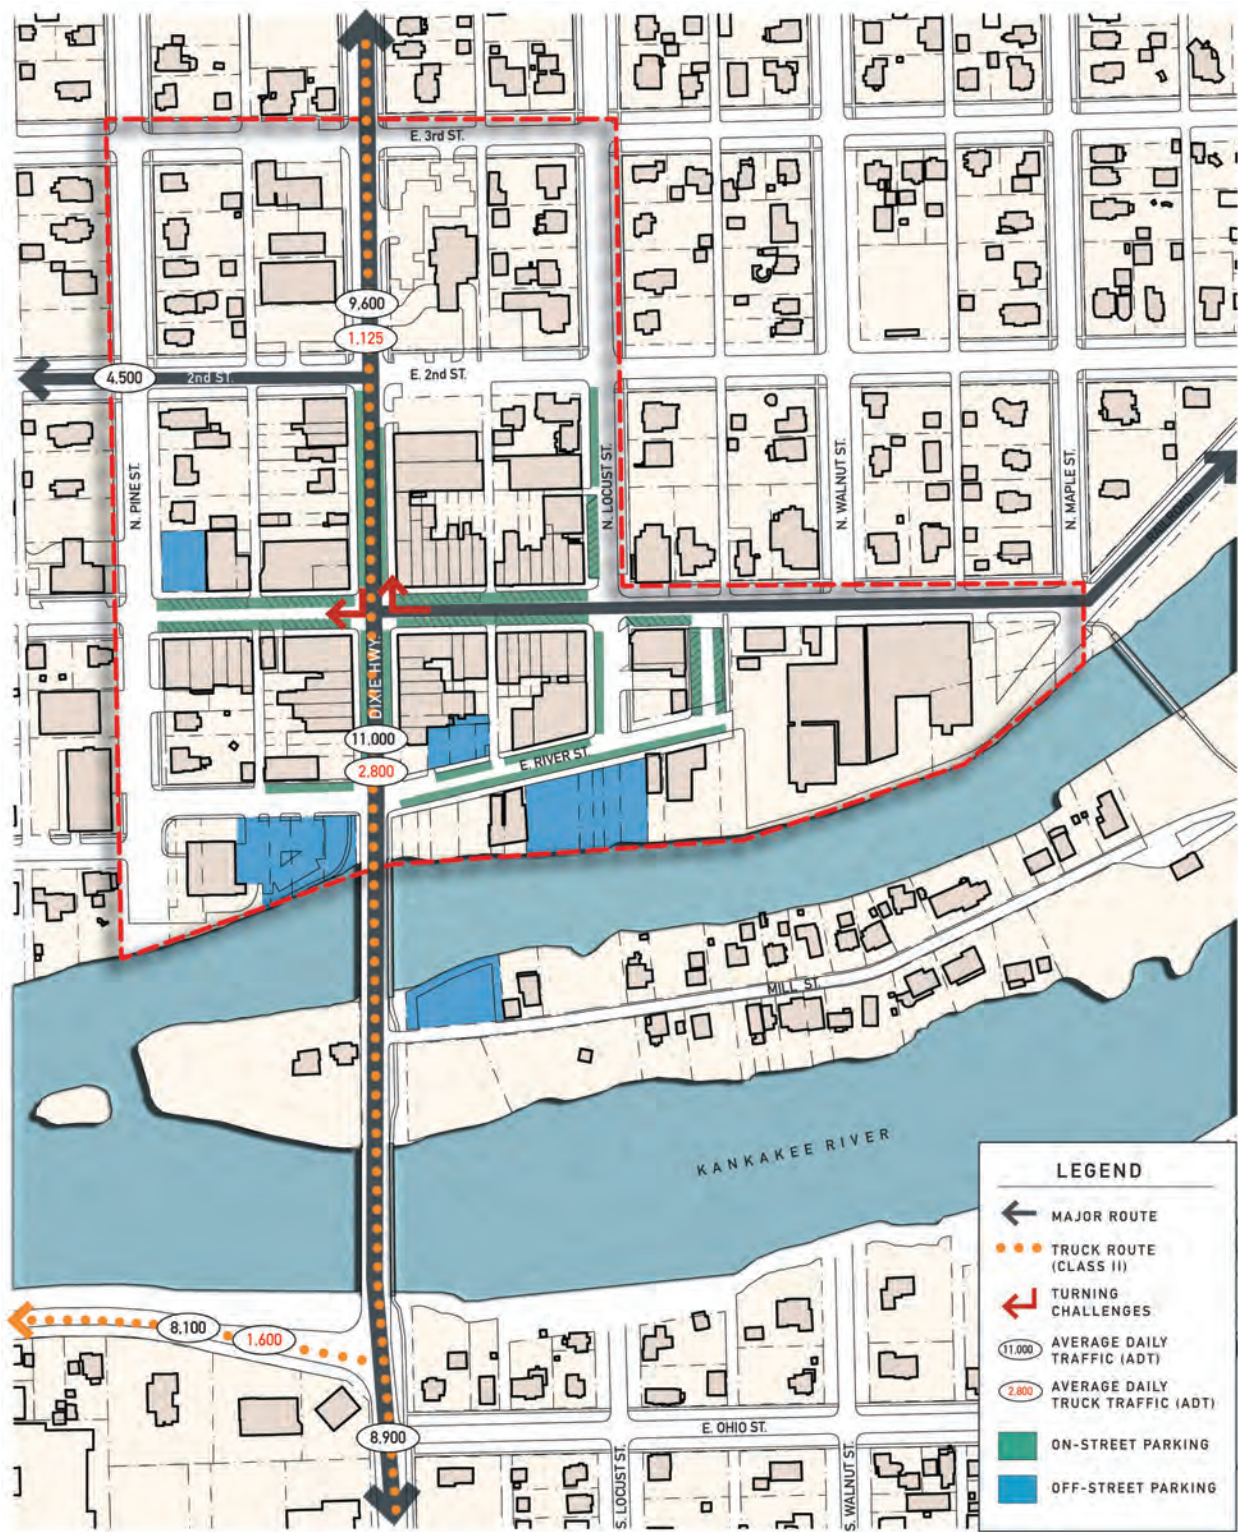 E. 3rd ST.
9,600
1,125
4,500
2nd ST.
E. 2nd ST.
N. PINE ST.
N. LOCUST ST.
N. WALNUT ST.
N. MAPLE ST.
RAILROAD
DIXIE HWY
11,000
2,800
E. RIVER ST.
MILL ST.
KANKAKEE RIVER
8,100
1,600
8,900
E. OHIO ST.
S. LOCUST ST.
S. WALNUT ST.
LEGEND
MAJOR ROUTE
TRUCK ROUTE
(CLASS II)
TURNING
CHALLENGES
11,000
AVERAGE DAILY
TRAFFIC (ADT)
2,800
AVERAGE DAILY
TRUCK TRAFFIC (ADT)
ON-STREET PARKING
OFF-STREET PARKING